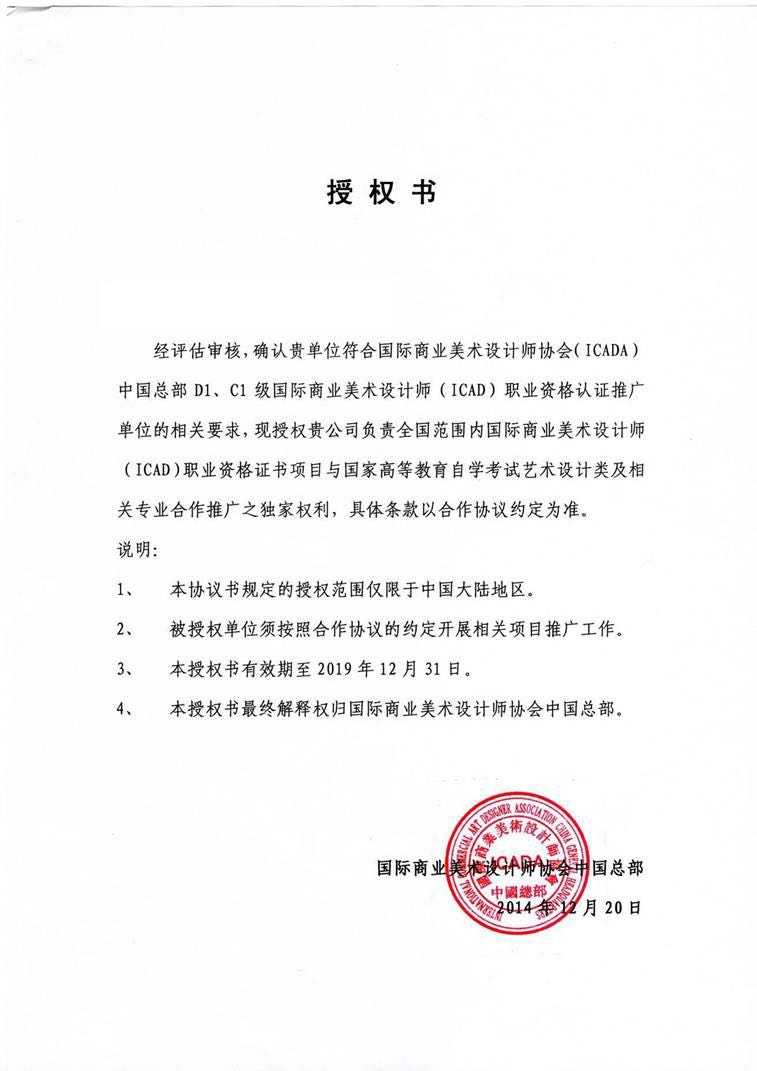 授权书
经评估审核，确认贵单位符合国际商业美术设计师协会(ICADA)
中国总部 D1、C1 级国际商业美术设计师（ICAD）职业资格认证推广
单位的相关要求，现授权贵公司负责全国范围内国际商业美术设计师
（ICAD)职业资格证书项目与国家高等教育自学考试艺术设计类及相
关专业合作推广之独家权利，具体条款以合作协议约定为准。
说明:
1、 本协议书规定的授权范围仅限于中国大陆地区。
2、 被授权单位须按照合作协议的约定开展相关项目推广工作。
3、 本授权书有效期至 2019 年 12 月 31 日。
4、 本授权书最终解释权归国际商业美术设计师协会中国总部。
INTERNATIONAL COMMERCIAL ART DESIGNER ASSOCIATION CHINA GENERAL HEADQUARTERS
國際商業美術設計師協會
ICADA
中國總部
国际商业美术设计师协会中国总部
2014 年 12 月 20 日